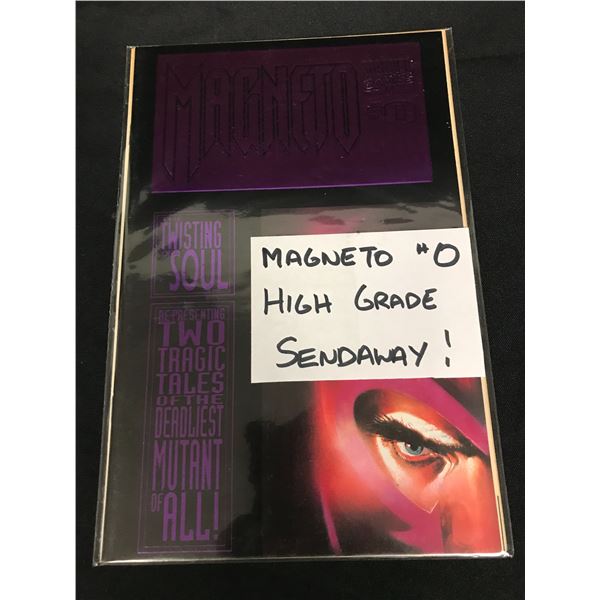 MAGNETO
#0
TWISTING
SOUL
MAGNETO #0
HIGH GRADE
SENDAWAY!
RE-PRESENTING
TWO
TRAGIC
TALES
OF THE
DEADLIEST
MUTANT
OF ALL!